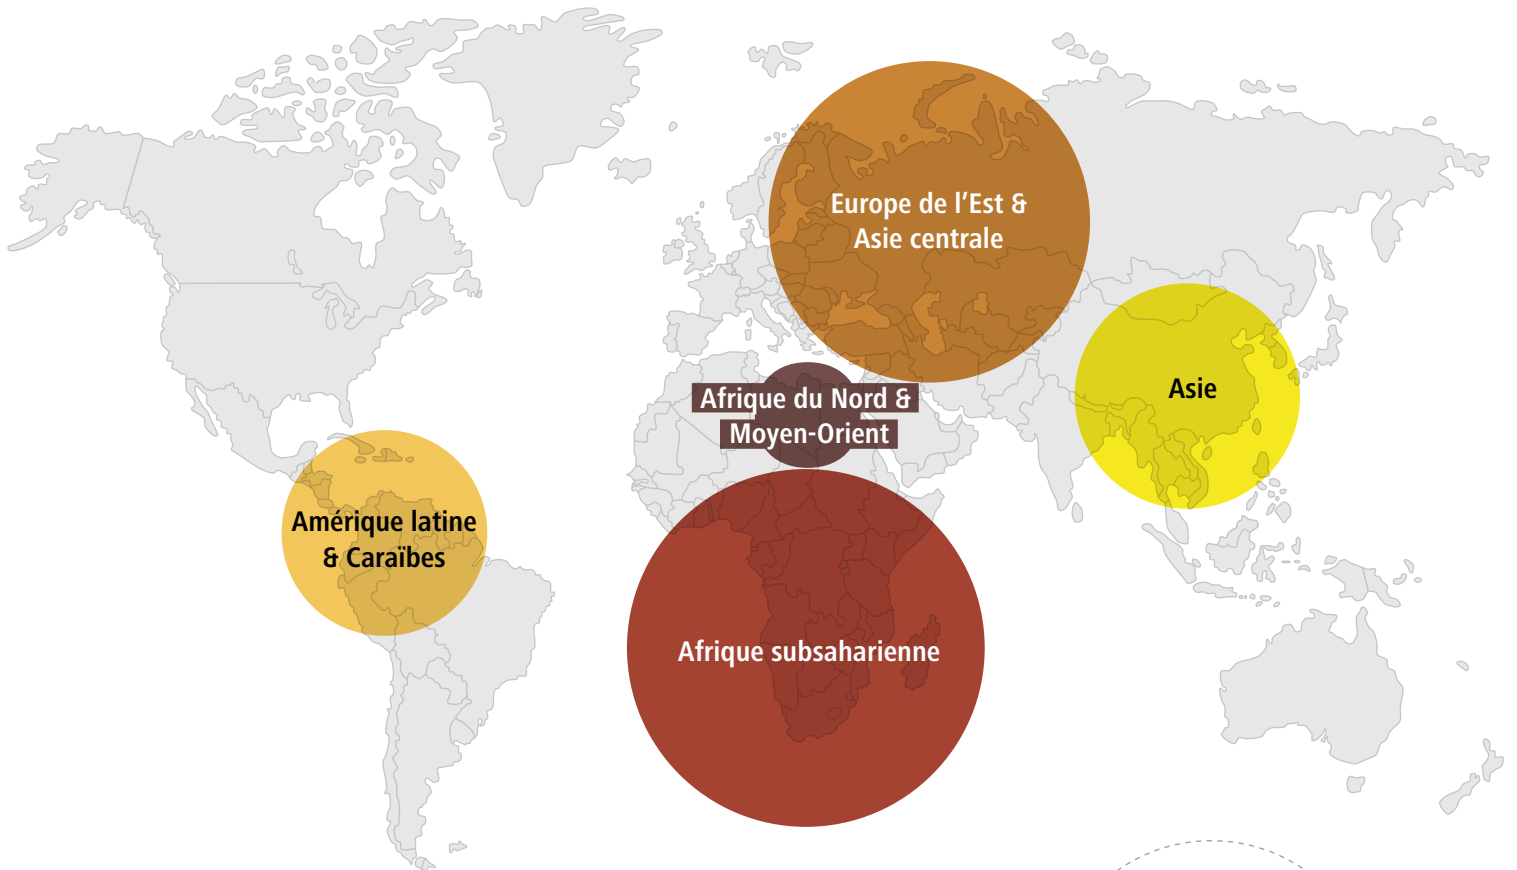 Europe de l’Est &
Asie centrale
Asie
Afrique du Nord &
Moyen-Orient
Amérique latine
& Caraïbes
Afrique subsaharienne